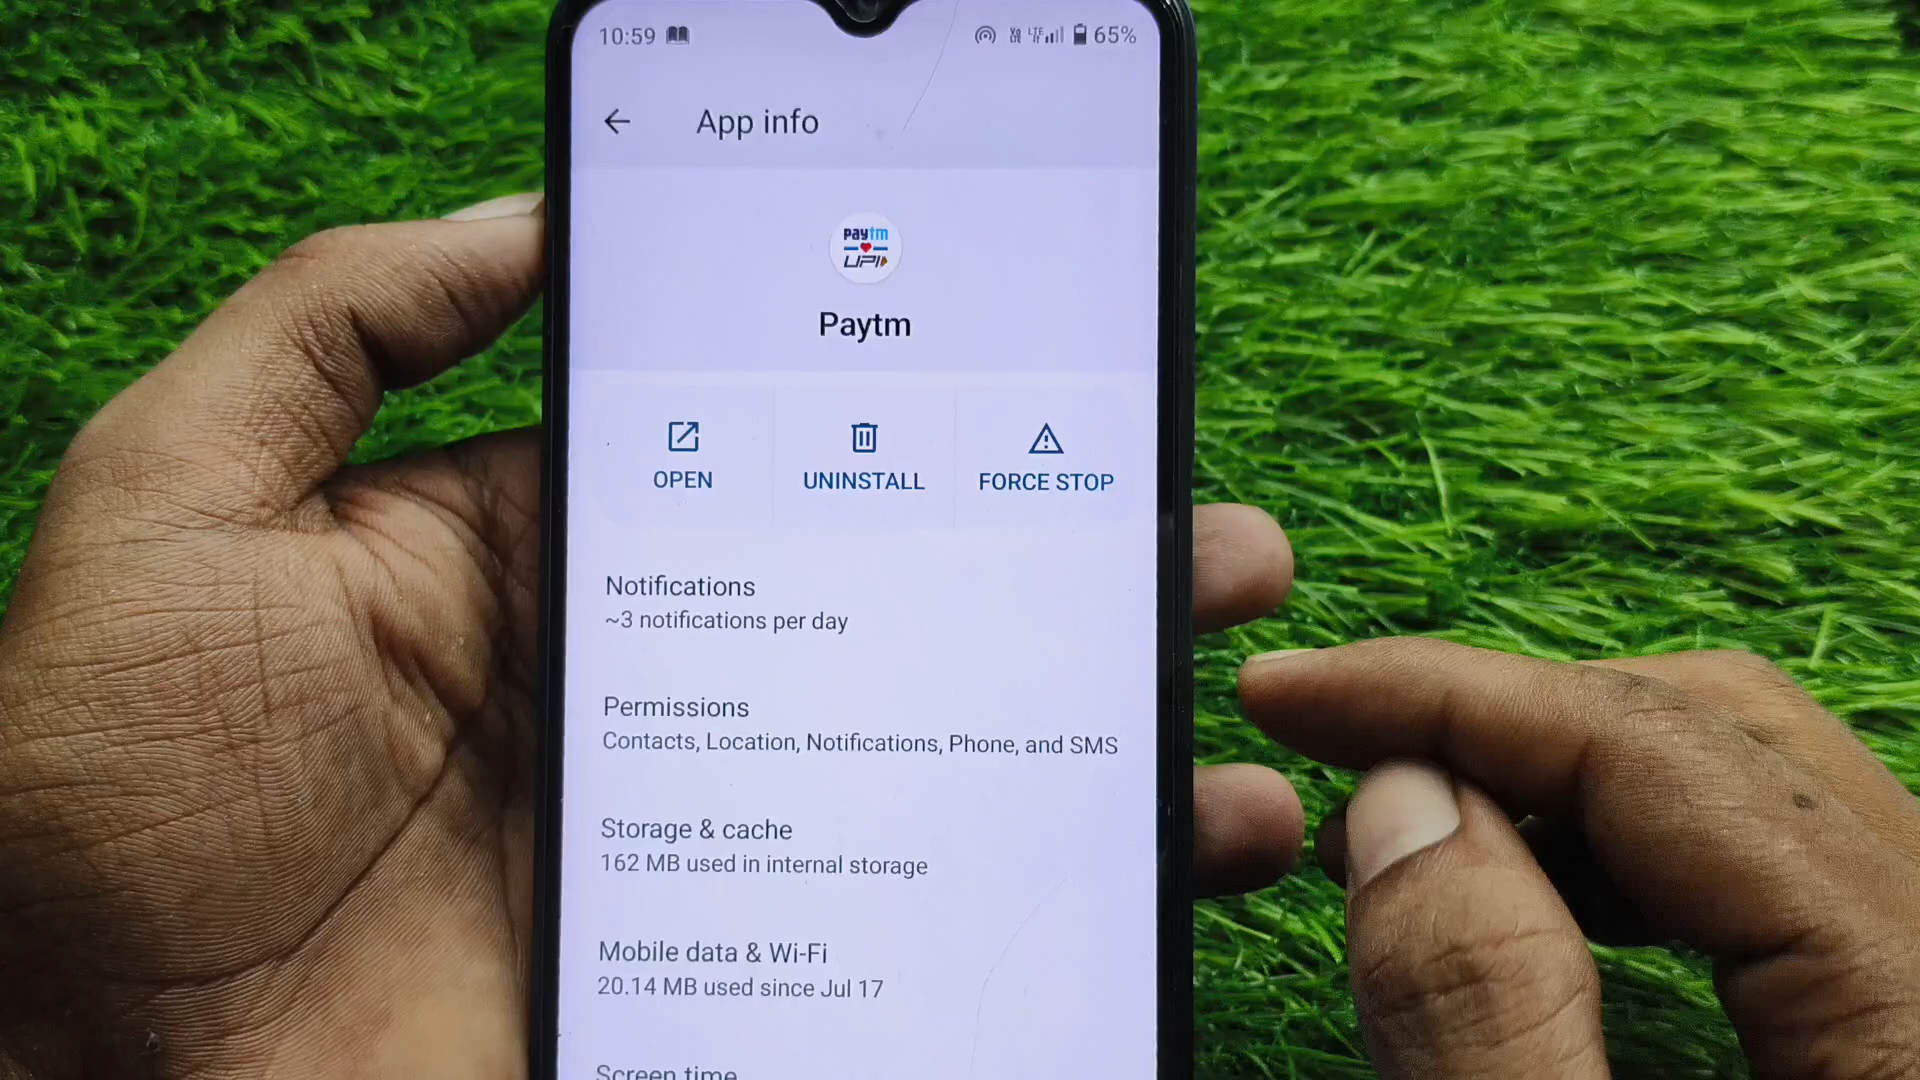 10:59
65%
App info
paytm
UPI
Paytm
OPEN
UNINSTALL
FORCE STOP
Notifications
~3 notifications per day
Permissions
Contacts, Location, Notifications, Phone, and SMS
Storage & cache
162 MB used in internal storage
Mobile data & Wi-Fi
20.14 MB used since Jul 17
Screen time